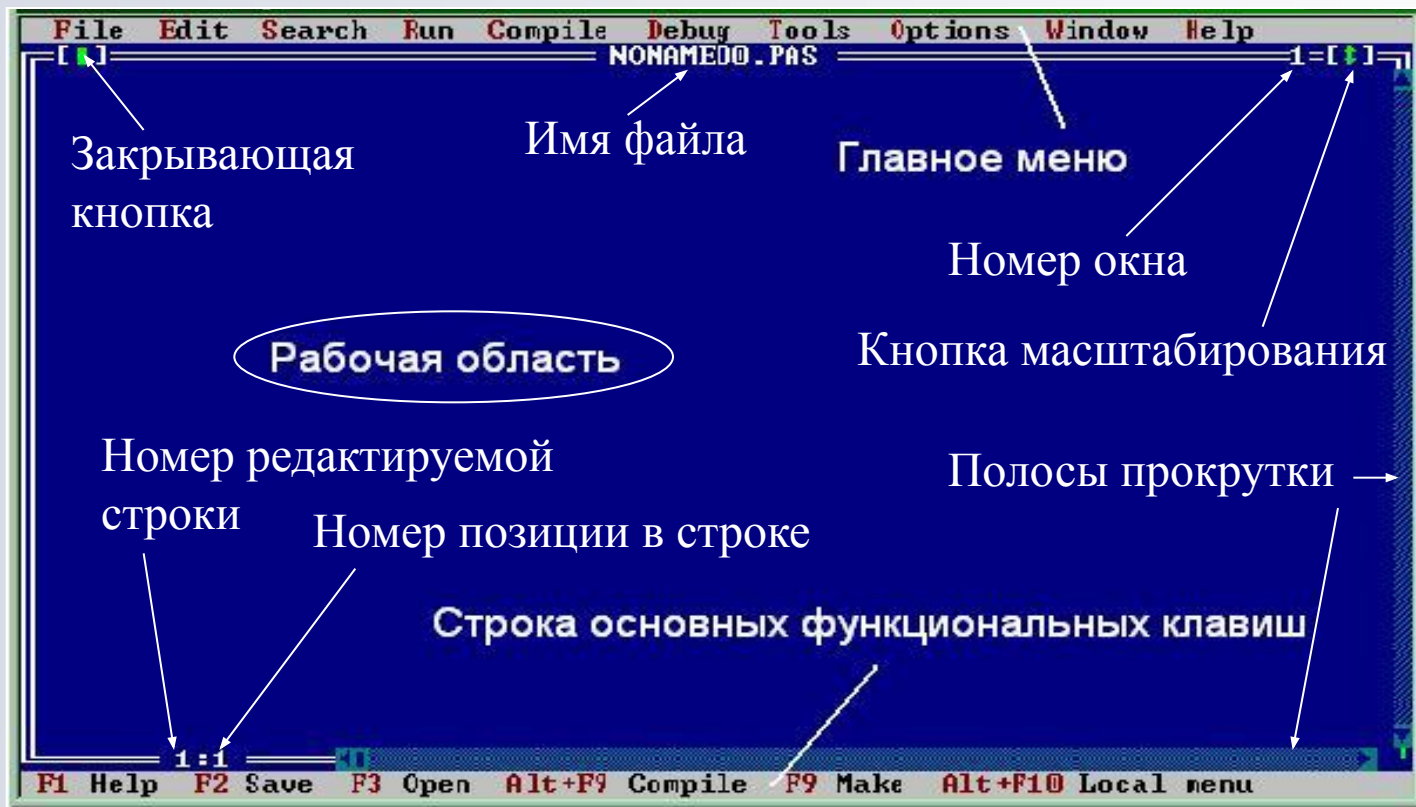 File Edit Search Run Compile Debug Tools Options Window Help
[ ] NONAME00.PAS 1=[↕]
Закрывающая
кнопка
Имя файла
Главное меню
Номер окна
Кнопка масштабирования
Рабочая область
Номер редактируемой
строки
Номер позиции в строке
Полосы прокрутки
Строка основных функциональных клавиш
1:1
F1 Help F2 Save F3 Open Alt+F9 Compile F9 Make Alt+F10 Local menu